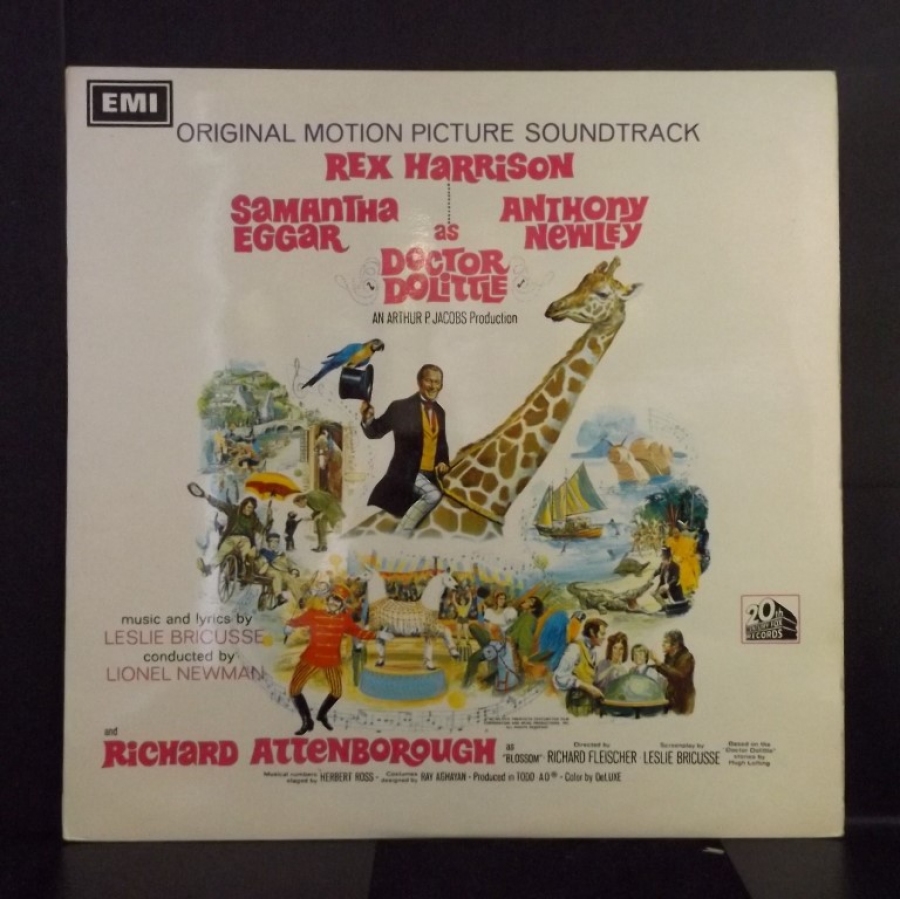 EMI
ORIGINAL MOTION PICTURE SOUNDTRACK
REX HARRISON
SAMANTHA EGGAR
ANTHONY NEWLEY
as
DOCTOR DOLITTLE
AN ARTHUR P. JACOBS Production
music and lyrics by
LESLIE BRICUSSE
conducted by
LIONEL NEWMAN
20th
CENTURY FOX
RECORDS
and
RICHARD ATTENBOROUGH as "BLOSSOM" · Directed by RICHARD FLEISCHER Screenplay by LESLIE BRICUSSE Based on the "Doctor Dolittle" stories by Hugh Lofting
Musical numbers staged by HERBERT ROSS · Costumes designed by RAY AGHAYAN · Produced in TODD-AO® · Color by DeLUXE